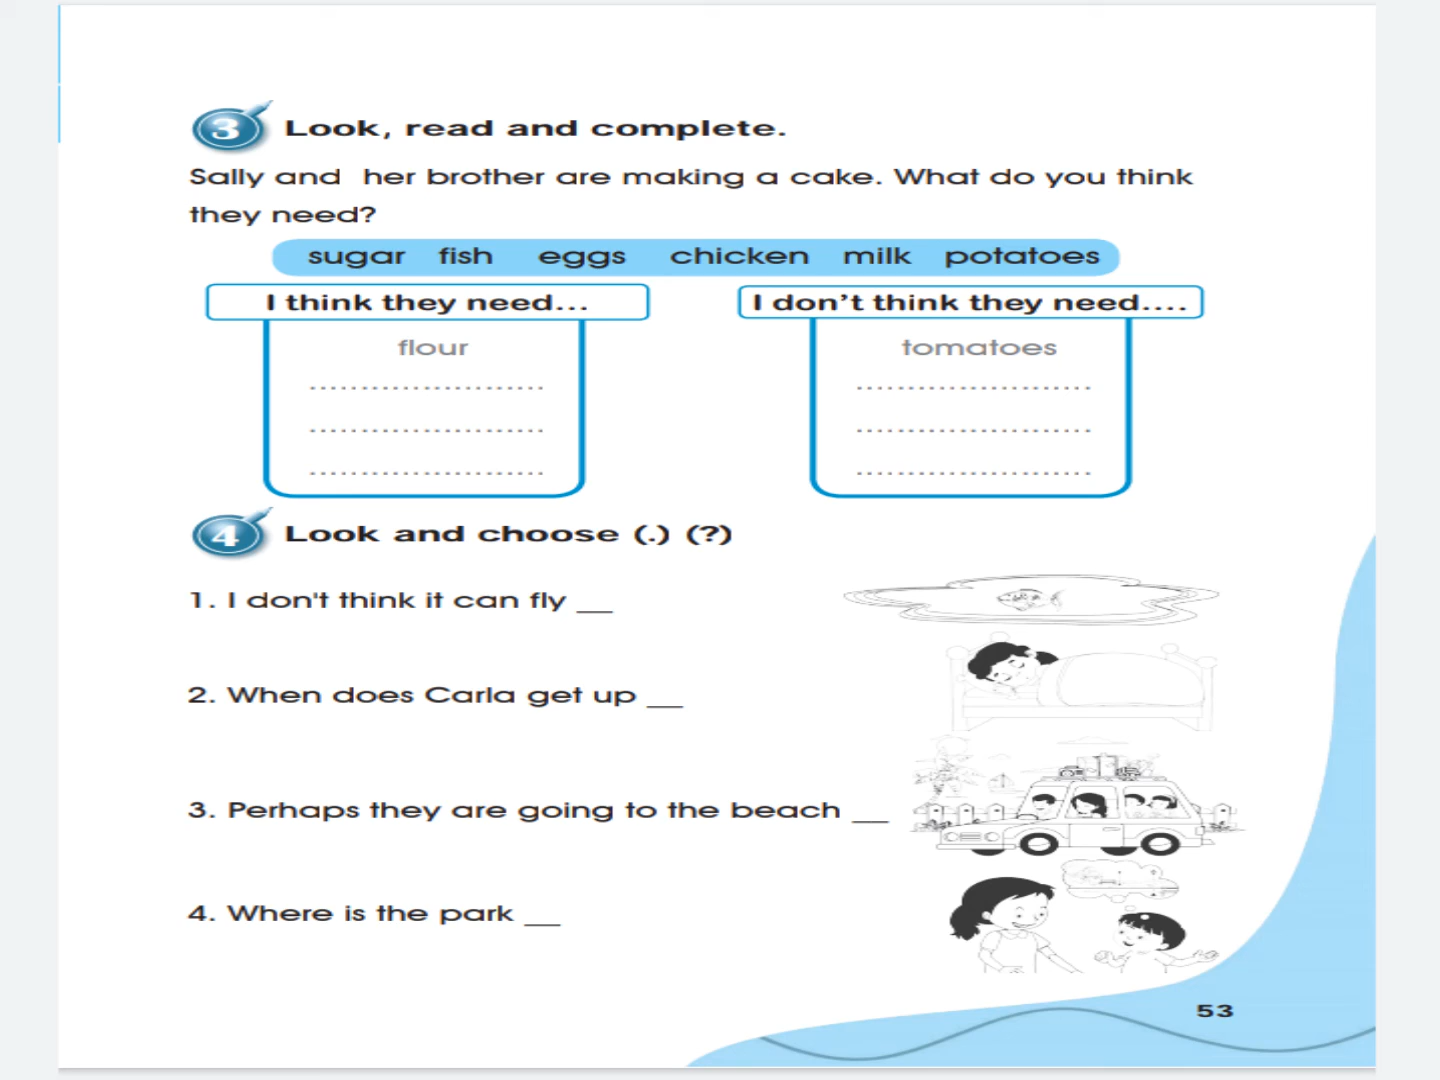 3 Look, read and complete.
Sally and her brother are making a cake. What do you think
they need?
sugar fish eggs chicken milk potatoes
I think they need... I don't think they need....
flour tomatoes
4 Look and choose (.) (?)
1. I don't think it can fly __
2. When does Carla get up __
3. Perhaps they are going to the beach __
4. Where is the park __
53